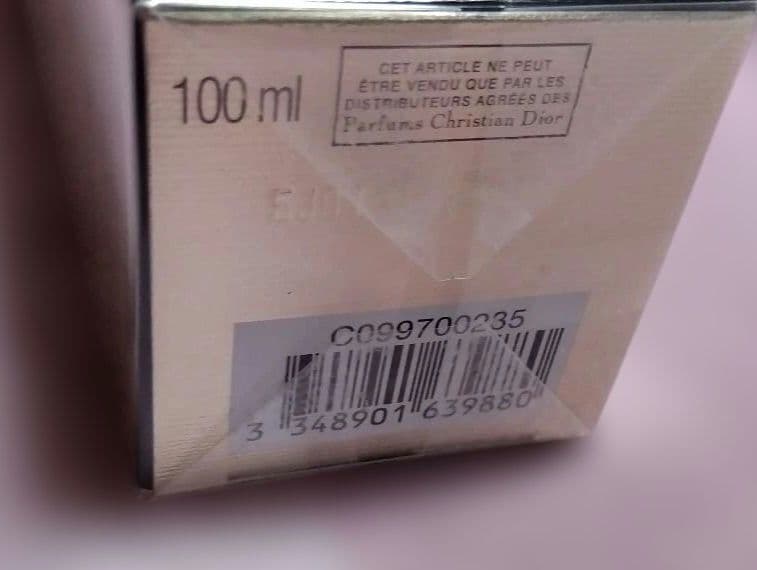 100 ml
CET ARTICLE NE PEUT
ÊTRE VENDU QUE PAR LES
DISTRIBUTEURS AGRÉÉS DES
Parfums Christian Dior
C099700235
3 348901 639880